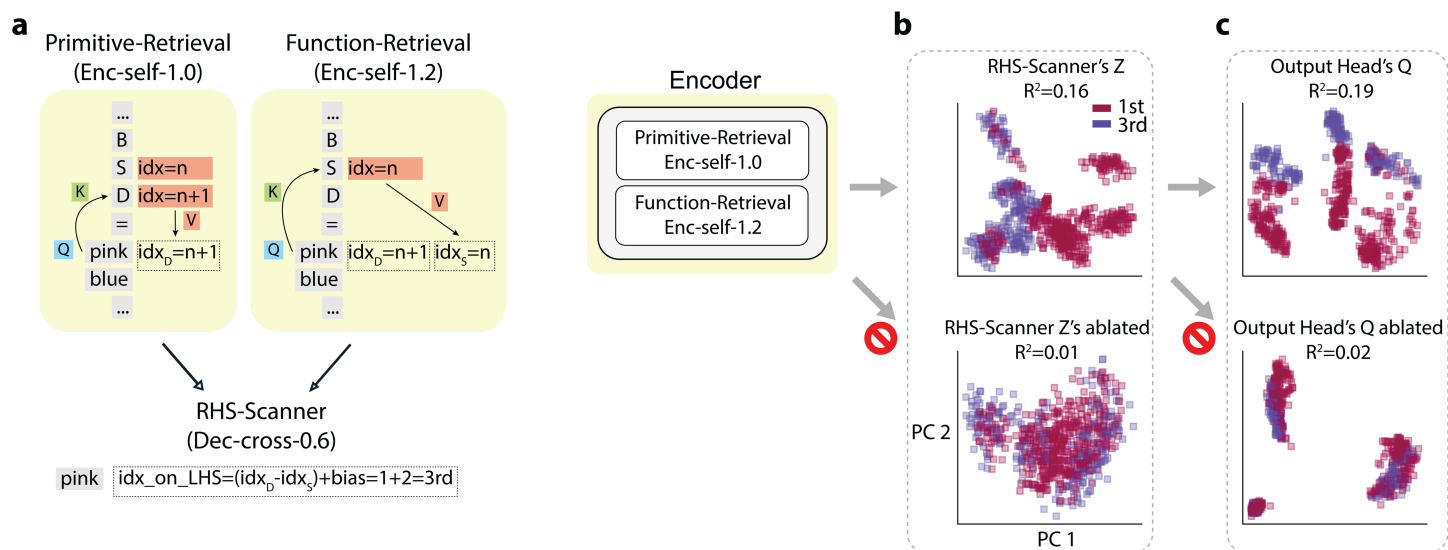 a
Primitive-Retrieval
(Enc-self-1.0)
...
B
S idx=n
K D idx=n+1
= V
Q pink idx_D=n+1
blue
...
Function-Retrieval
(Enc-self-1.2)
...
B
S idx=n
K D
= V
Q pink idx_D=n+1 idx_S=n
blue
...
RHS-Scanner
(Dec-cross-0.6)
pink idx_on_LHS=(idx_D-idx_S)+bias=1+2=3rd
Encoder
Primitive-Retrieval
Enc-self-1.0
Function-Retrieval
Enc-self-1.2
b
RHS-Scanner's Z
R²=0.16
1st
3rd
RHS-Scanner Z's ablated
R²=0.01
PC 2
PC 1
c
Output Head's Q
R²=0.19
Output Head's Q ablated
R²=0.02